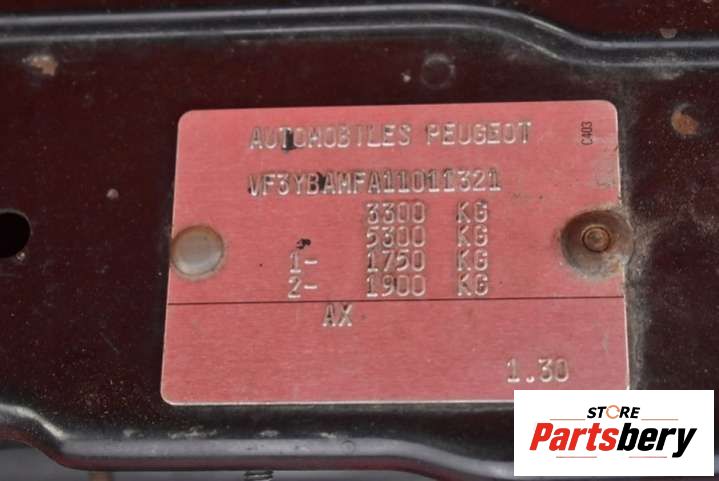 AUTOMOBILES PEUGEOT
C403
VF3YBAMFA11011321
3300 KG
5300 KG
1- 1750 KG
2- 1900 KG
AX
1.30
STORE
Partsbery